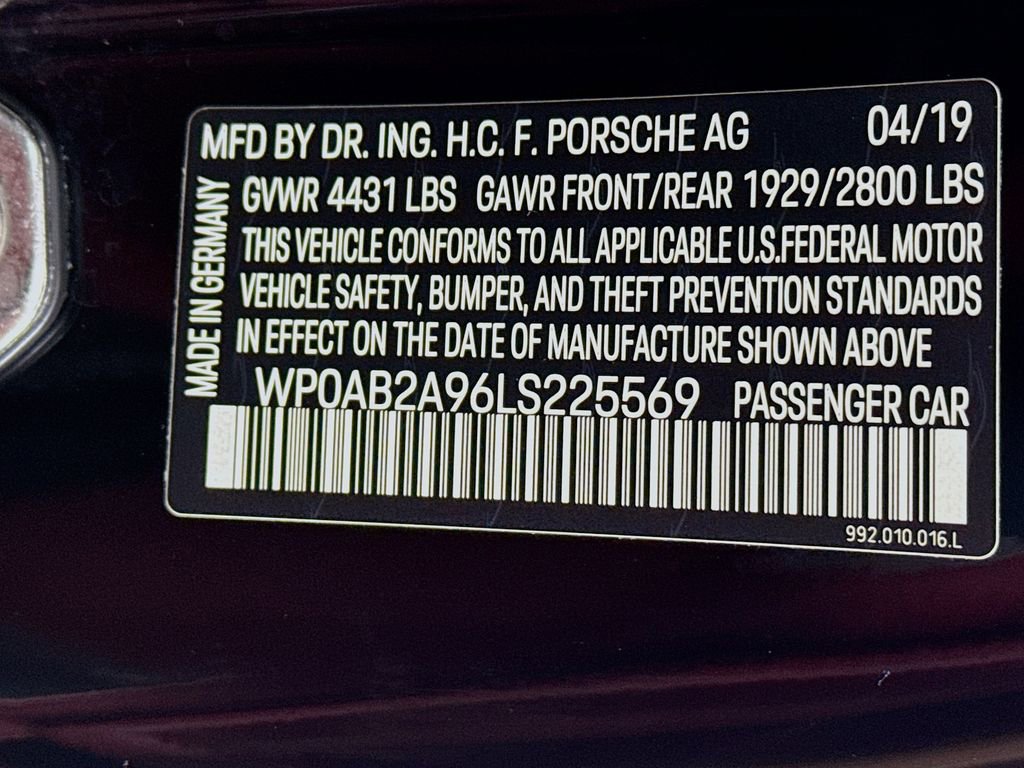 MFD BY DR. ING. H.C. F. PORSCHE AG 04/19
GVWR 4431 LBS GAWR FRONT/REAR 1929/2800 LBS
THIS VEHICLE CONFORMS TO ALL APPLICABLE U.S.FEDERAL MOTOR
VEHICLE SAFETY, BUMPER, AND THEFT PREVENTION STANDARDS
IN EFFECT ON THE DATE OF MANUFACTURE SHOWN ABOVE
WP0AB2A96LS225569 PASSENGER CAR
992.010.016.L
MADE IN GERMANY